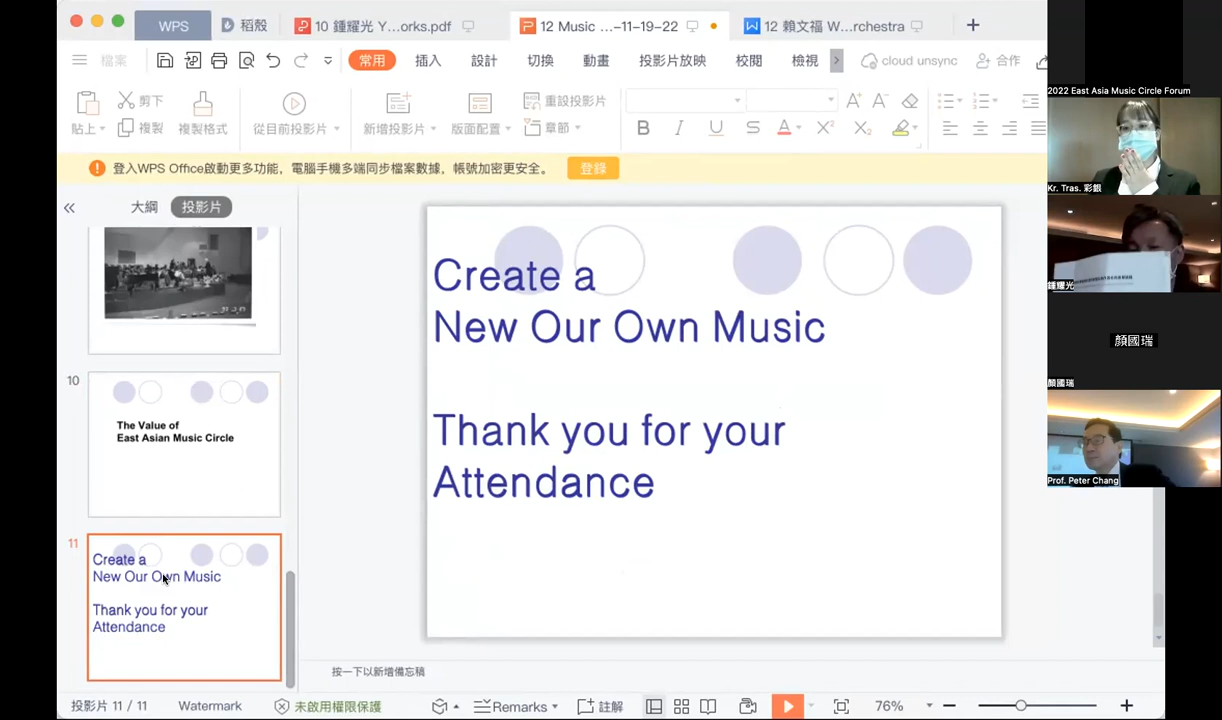 WPS
稻殼
10 鍾耀光 Y…orks.pdf
12 Music …-11-19-22
12 賴文福 W…rchestra
檔案
常用
插入
設計
切換
動畫
投影片放映
校閱
檢視
cloud unsync
合作
貼上
剪下
複製
複製格式
從目前投影片
新增投影片
版面配置
重設投影片
章節
登入WPS Office啟動更多功能，電腦手機多端同步檔案數據，帳號加密更安全。
登錄
大綱
投影片
10
The Value of
East Asian Music Circle
11
Create a
New Our Own Music
Thank you for your
Attendance
Create a
New Our Own Music
Thank you for your
Attendance
按一下以新增備忘稿
投影片 11 / 11
Watermark
未啟用權限保護
Remarks
註解
76%
2022 East Asia Music Circle Forum
Kr. Tras. 彩銀
鍾耀光
顏國瑞
顏國瑞
Prof. Peter Chang